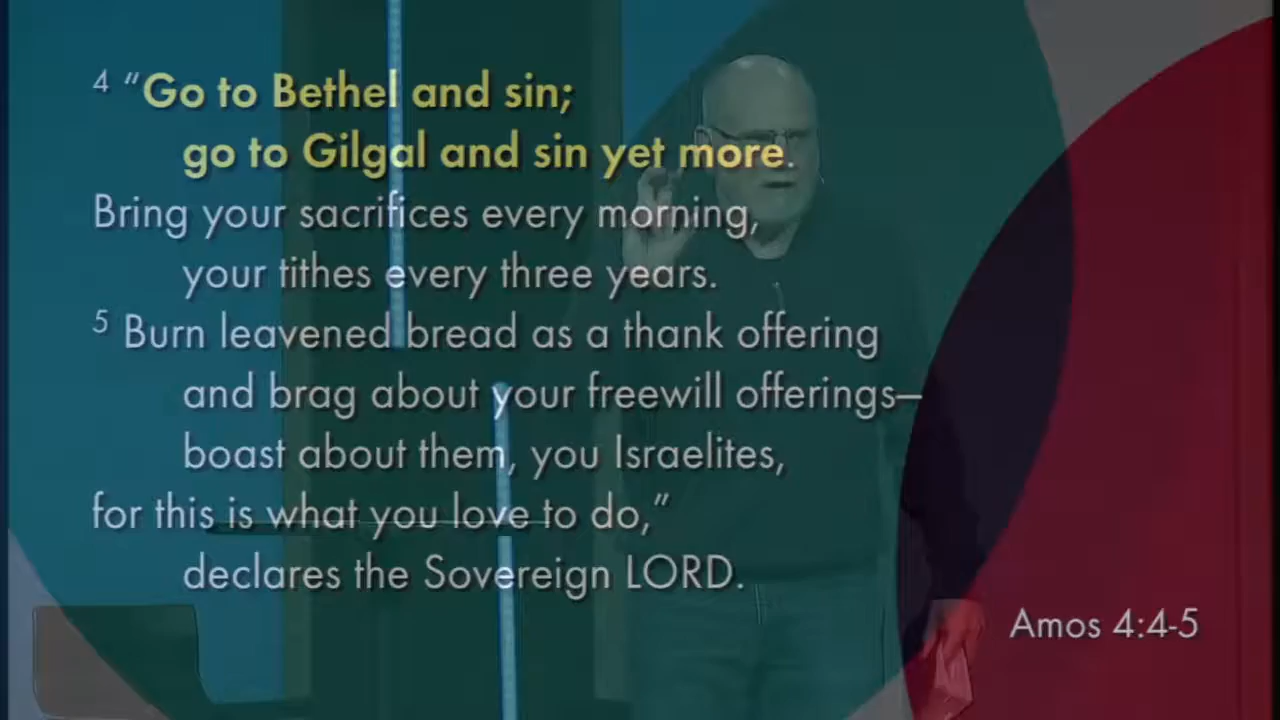 4 “Go to Bethel and sin;
go to Gilgal and sin yet more.
Bring your sacrifices every morning,
your tithes every three years.
5 Burn leavened bread as a thank offering
and brag about your freewill offerings—
boast about them, you Israelites,
for this is what you love to do,”
declares the Sovereign LORD.
Amos 4:4-5